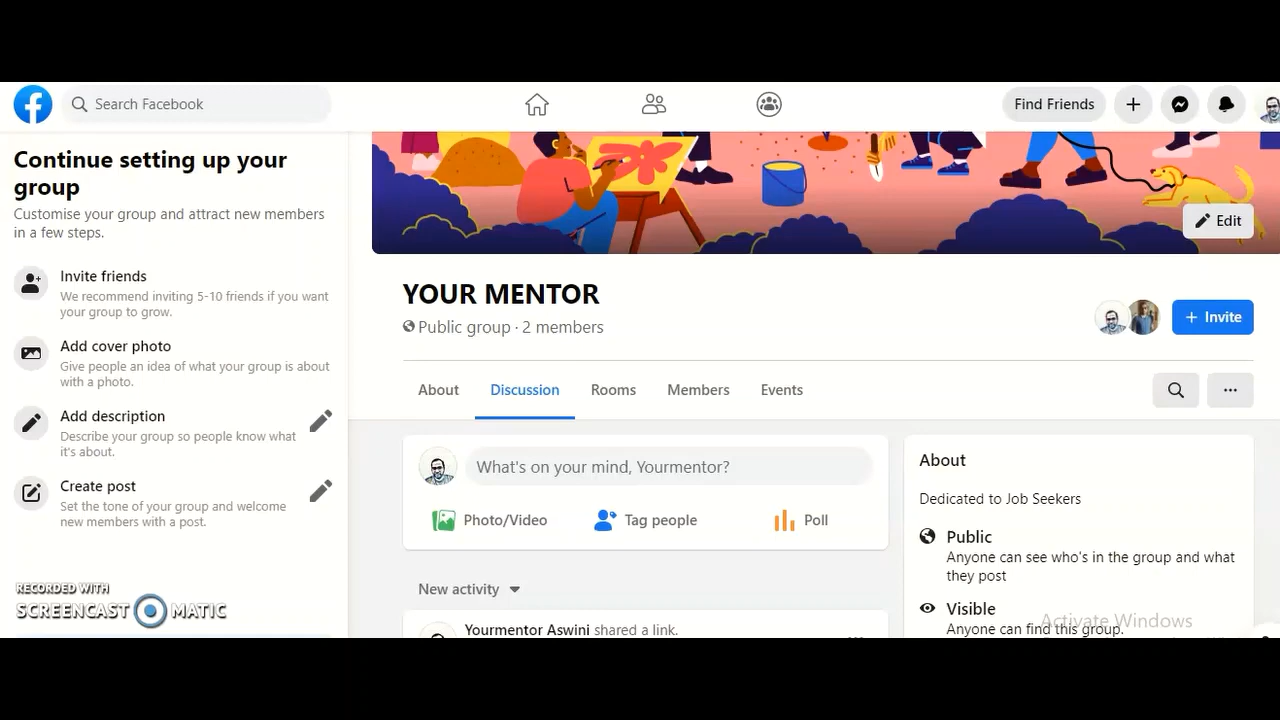 Search Facebook
Find Friends
Continue setting up your
group
Customise your group and attract new members
in a few steps.
Invite friends
We recommend inviting 5-10 friends if you want
your group to grow.
Add cover photo
Give people an idea of what your group is about
with a photo.
Add description
Describe your group so people know what
it's about.
Create post
Set the tone of your group and welcome
new members with a post.
RECORDED WITH
SCREENCAST MATIC
Edit
YOUR MENTOR
Public group · 2 members
+ Invite
About
Discussion
Rooms
Members
Events
What's on your mind, Yourmentor?
Photo/Video
Tag people
Poll
New activity
Yourmentor Aswini shared a link.
About
Dedicated to Job Seekers
Public
Anyone can see who's in the group and what
they post
Visible
Anyone can find this group.
Activate Windows